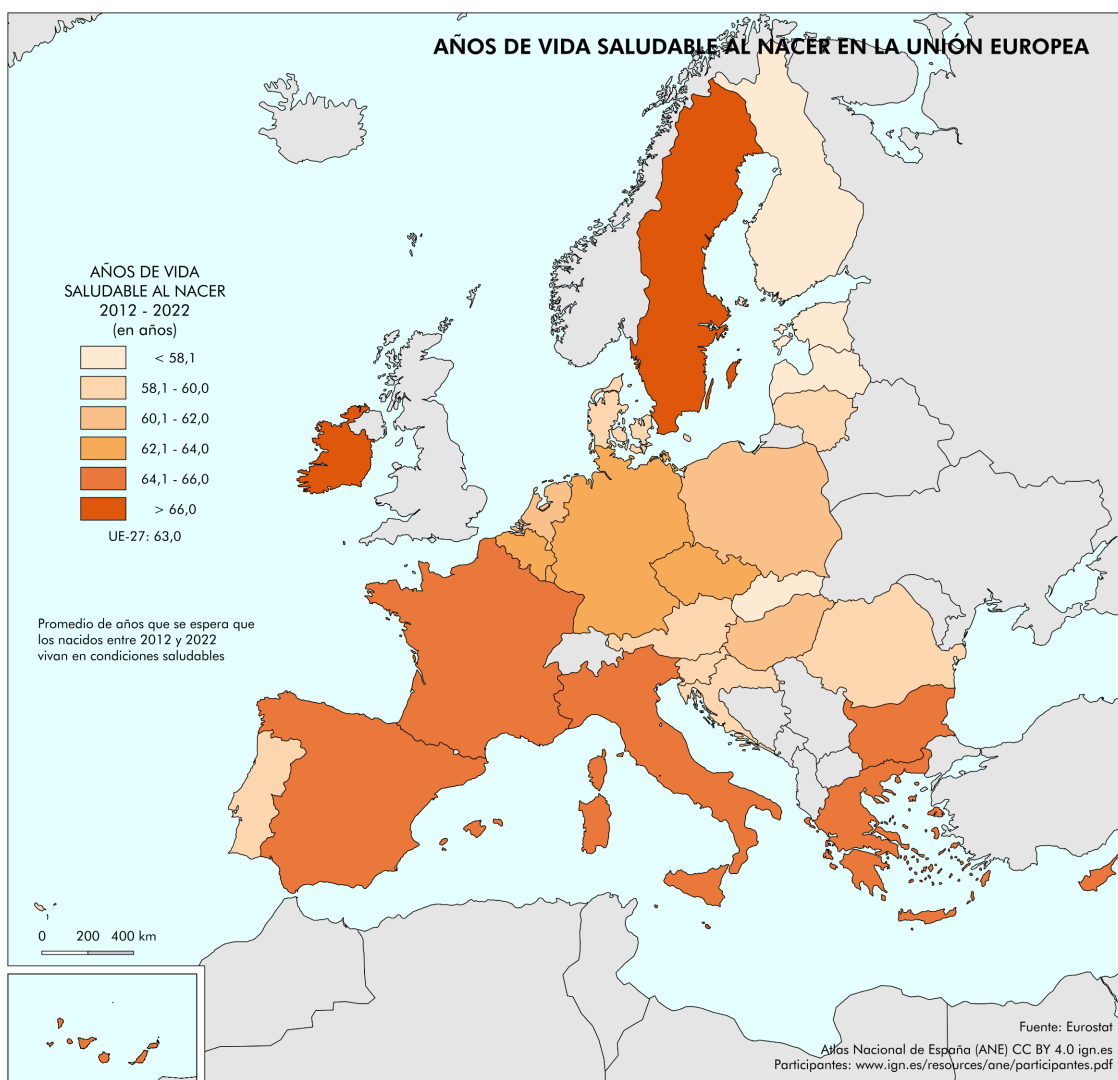 AÑOS DE VIDA SALUDABLE AL NACER EN LA UNIÓN EUROPEA
AÑOS DE VIDA
SALUDABLE AL NACER
2012 - 2022
(en años)
< 58,1
58,1 - 60,0
60,1 - 62,0
62,1 - 64,0
64,1 - 66,0
> 66,0
UE-27: 63,0
Promedio de años que se espera que
los nacidos entre 2012 y 2022
vivan en condiciones saludables
0 200 400 km
Fuente: Eurostat
Atlas Nacional de España (ANE) CC BY 4.0 ign.es
Participantes: www.ign.es/resources/ane/participantes.pdf